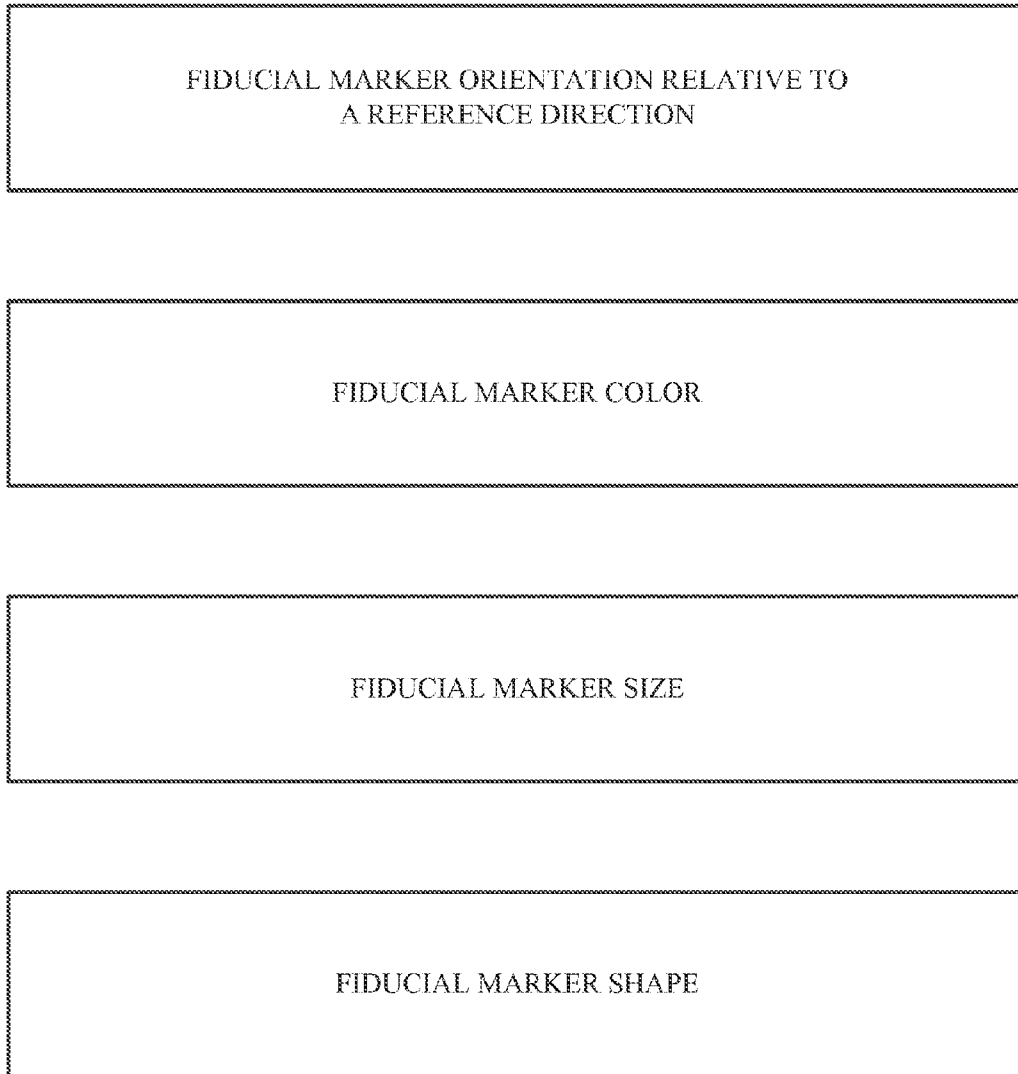 FIDUCIAL MARKER ORIENTATION RELATIVE TO
A REFERENCE DIRECTION
FIDUCIAL MARKER COLOR
FIDUCIAL MARKER SIZE
FIDUCIAL MARKER SHAPE